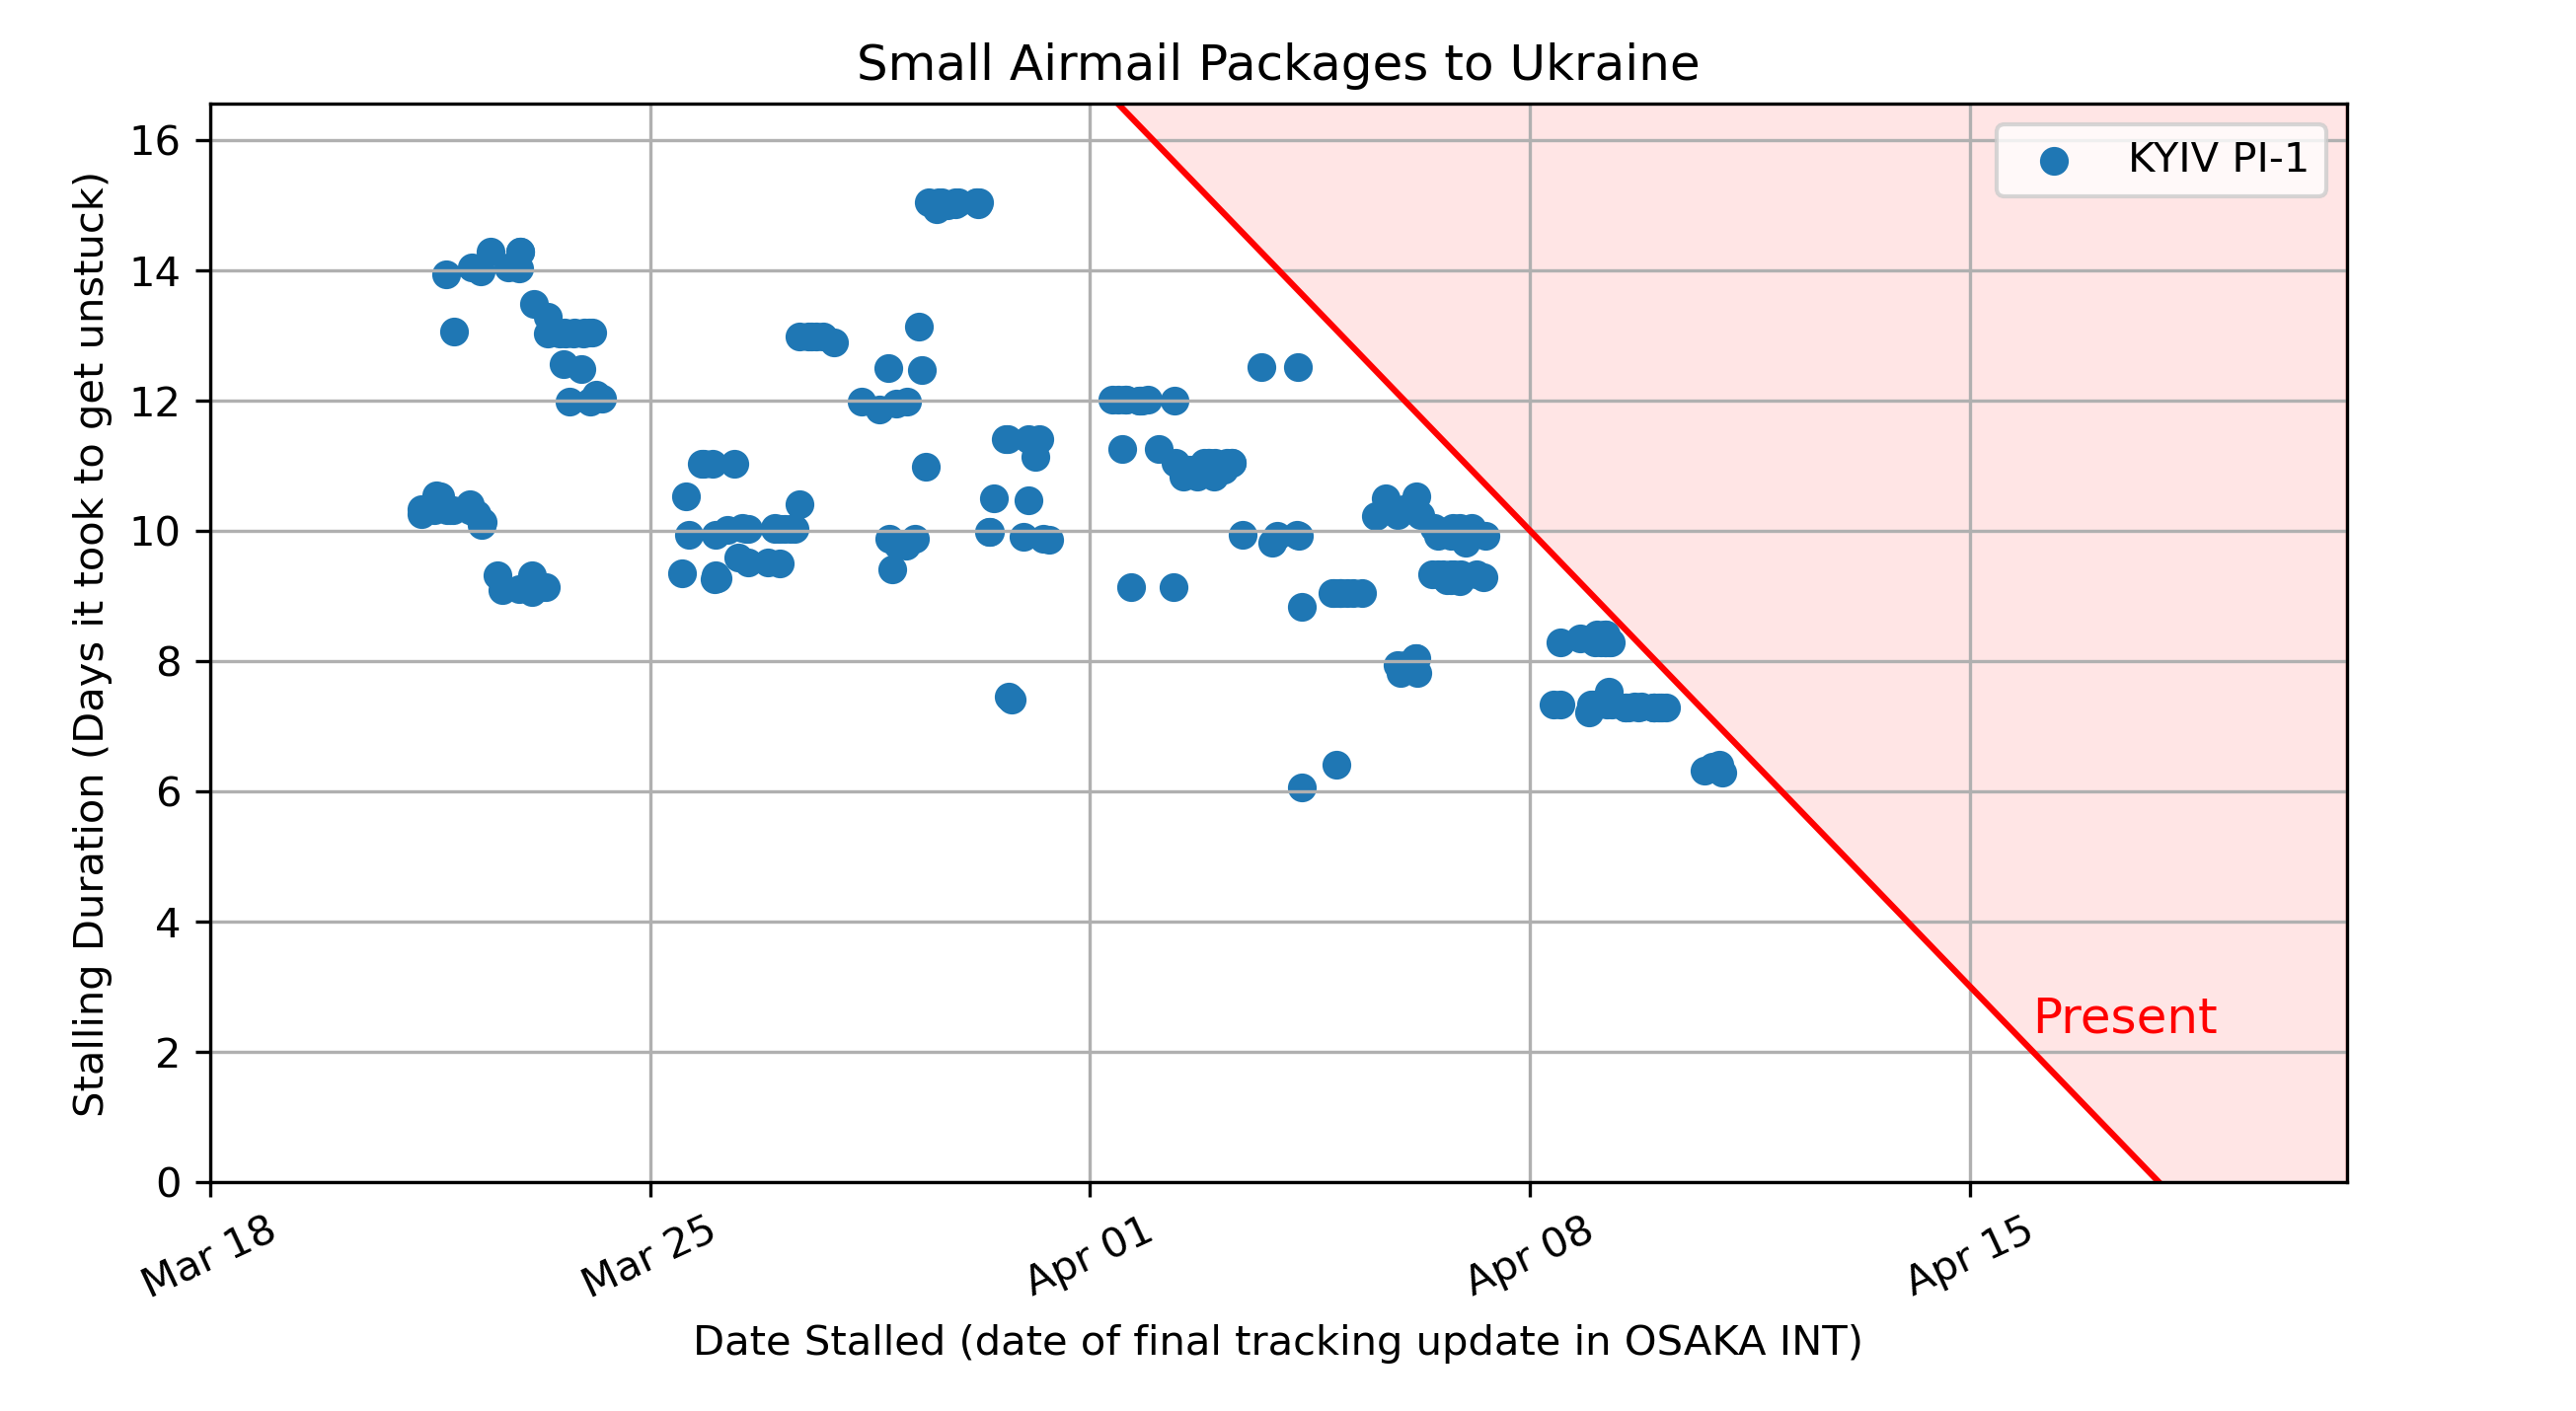 Small Airmail Packages to Ukraine
KYIV PI-1
Stalling Duration (Days it took to get unstuck)
16
14
12
10
8
6
4
2
0
Present
Mar 18
Mar 25
Apr 01
Apr 08
Apr 15
Date Stalled (date of final tracking update in OSAKA INT)